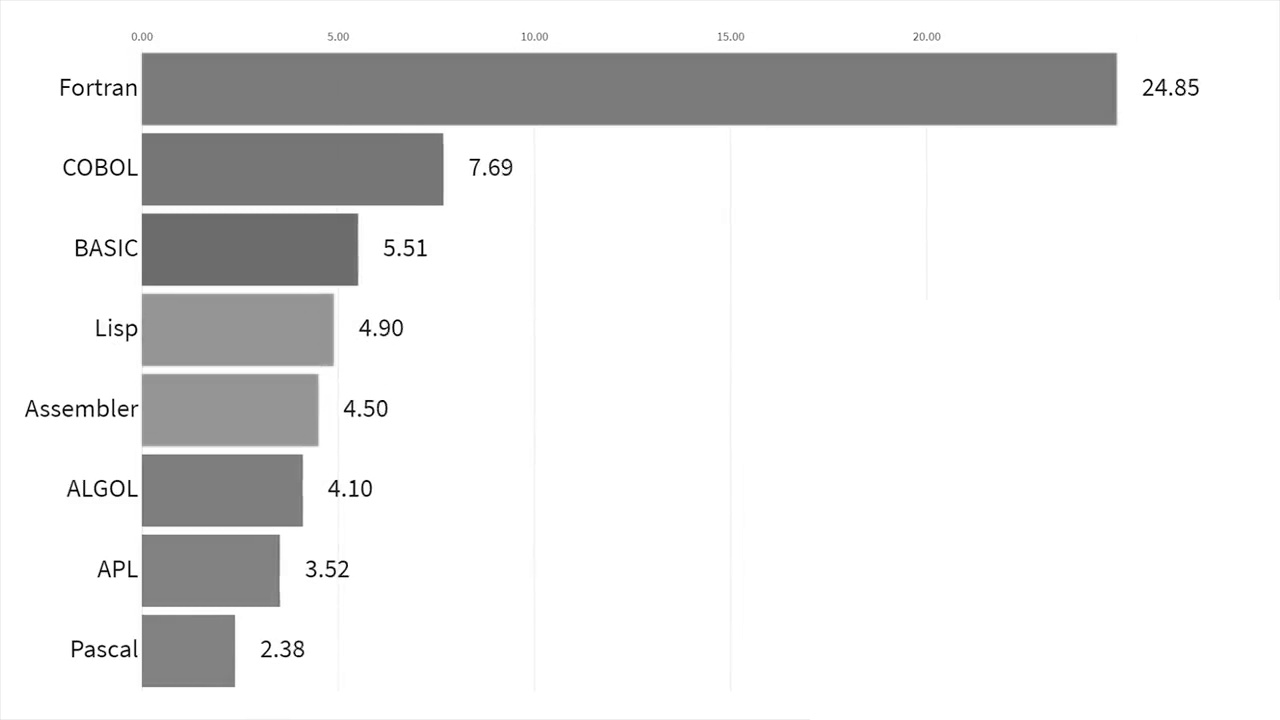 0.00 5.00 10.00 15.00 20.00
Fortran 24.85
COBOL 7.69
BASIC 5.51
Lisp 4.90
Assembler 4.50
ALGOL 4.10
APL 3.52
Pascal 2.38